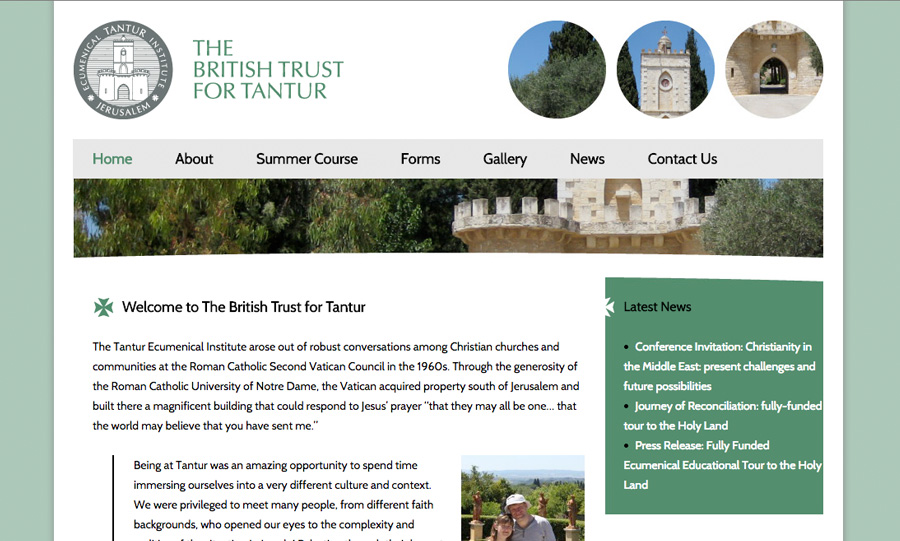 ECUMENICAL TANTUR INSTITUTE
JERUSALEM
THE
BRITISH TRUST
FOR TANTUR
Home About Summer Course Forms Gallery News Contact Us
Welcome to The British Trust for Tantur
The Tantur Ecumenical Institute arose out of robust conversations among Christian churches and
communities at the Roman Catholic Second Vatican Council in the 1960s. Through the generosity of
the Roman Catholic University of Notre Dame, the Vatican acquired property south of Jerusalem and
built there a magnificent building that could respond to Jesus’ prayer “that they may all be one... that
the world may believe that you have sent me.”
Being at Tantur was an amazing opportunity to spend time
immersing ourselves into a very different culture and context.
We were privileged to meet many people, from different faith
backgrounds, who opened our eyes to the complexity and
Latest News
• Conference Invitation: Christianity in
the Middle East: present challenges and
future possibilities
• Journey of Reconciliation: fully-funded
tour to the Holy Land
• Press Release: Fully Funded
Ecumenical Educational Tour to the Holy
Land